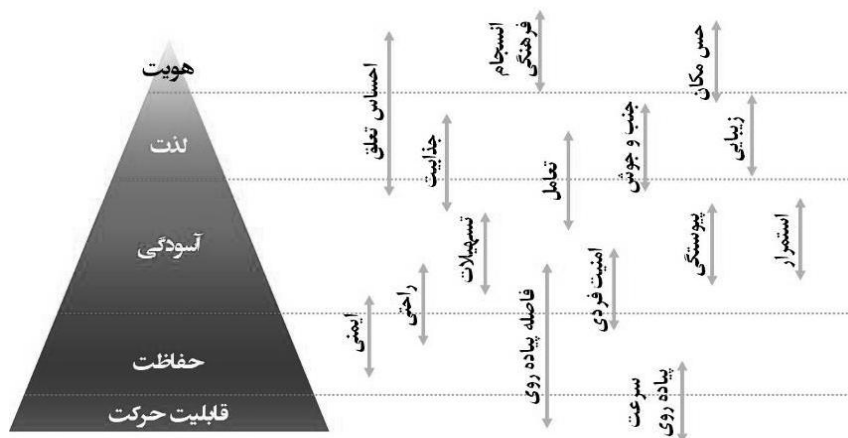 هویت
لذت
آسودگی
حفاظت
قابلیت حرکت
حس مکان
انسجام
فرهنگی
احساس تعلق
زیبایی
جنب و جوش
تعامل
جذابیت
استمرار
پیوستگی
امنیت فردی
فاصله پیاده روی
تسهیلات
راحتی
ایمنی
سرعت
پیاده روی